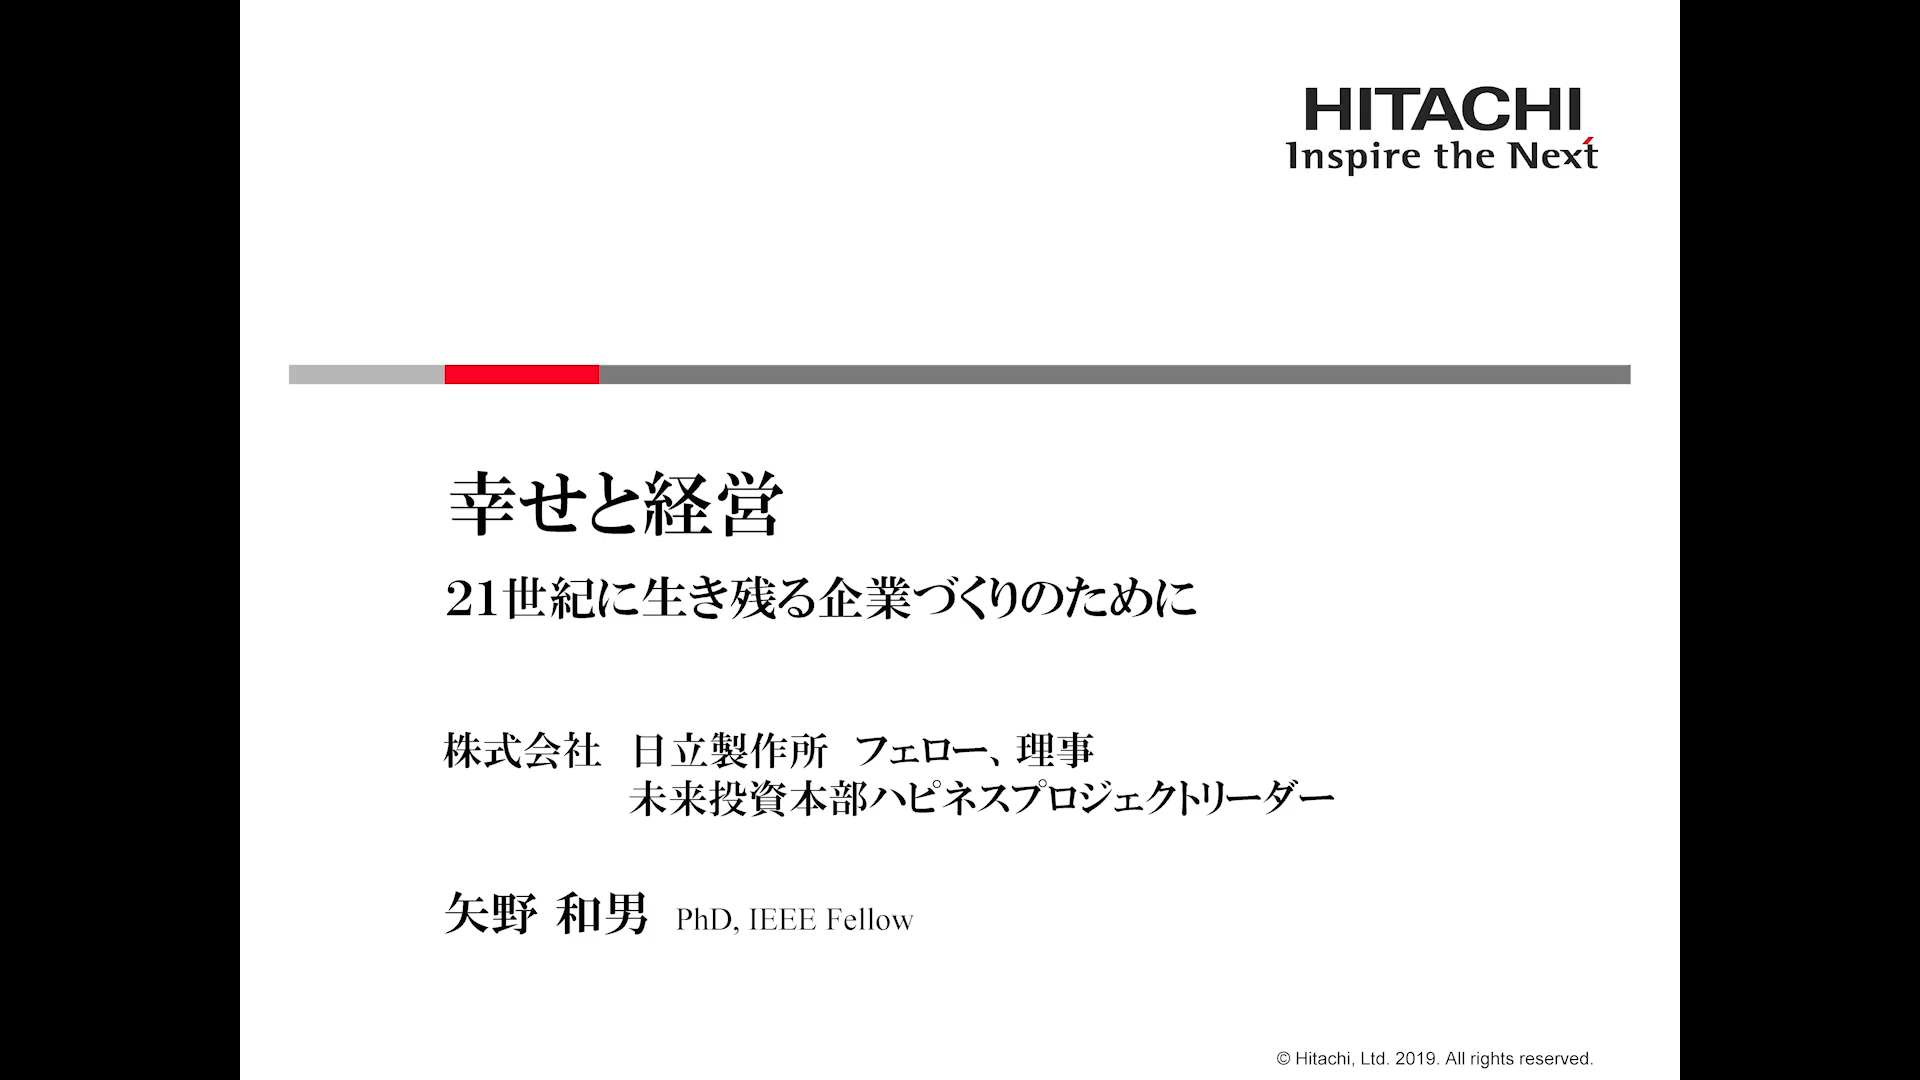 HITACHI
Inspire the Next
幸せと経営
21世紀に生き残る企業づくりのために
株式会社　日立製作所　フェロー、理事
未来投資本部ハピネスプロジェクトリーダー
矢野 和男 PhD, IEEE Fellow
© Hitachi, Ltd. 2019. All rights reserved.